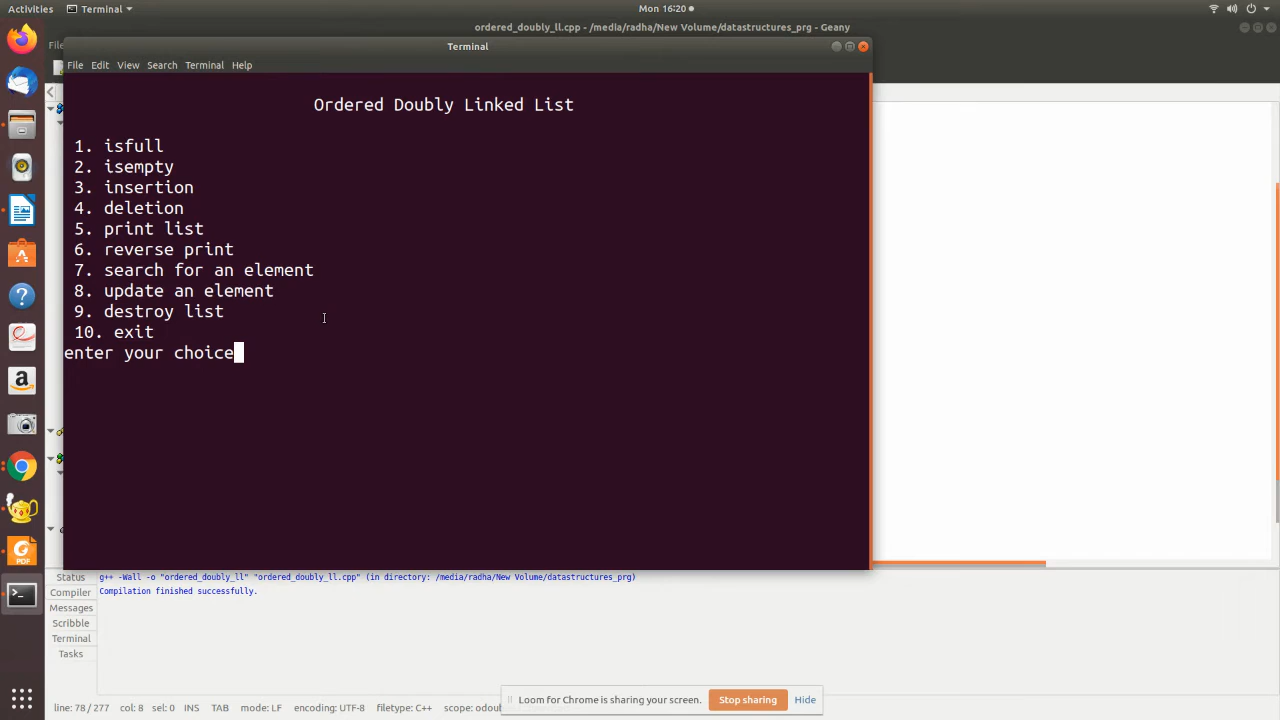 Activities
Terminal
Mon 16:20
ordered_doubly_ll.cpp - /media/radha/New Volume/datastructures_prg - Geany
Terminal
File Edit View Search Terminal Help
Ordered Doubly Linked List
1. isfull
2. isempty
3. insertion
4. deletion
5. print list
6. reverse print
7. search for an element
8. update an element
9. destroy list
10. exit
enter your choice
Status
g++ -Wall -o "ordered_doubly_ll" "ordered_doubly_ll.cpp" (in directory: /media/radha/New Volume/datastructures_prg)
Compiler
Compilation finished successfully.
Messages
Scribble
Terminal
Tasks
Loom for Chrome is sharing your screen. Stop sharing Hide
line: 78 / 277 col: 8 sel: 0 INS TAB mode: LF encoding: UTF-8 filetype: C++ scope: odoub